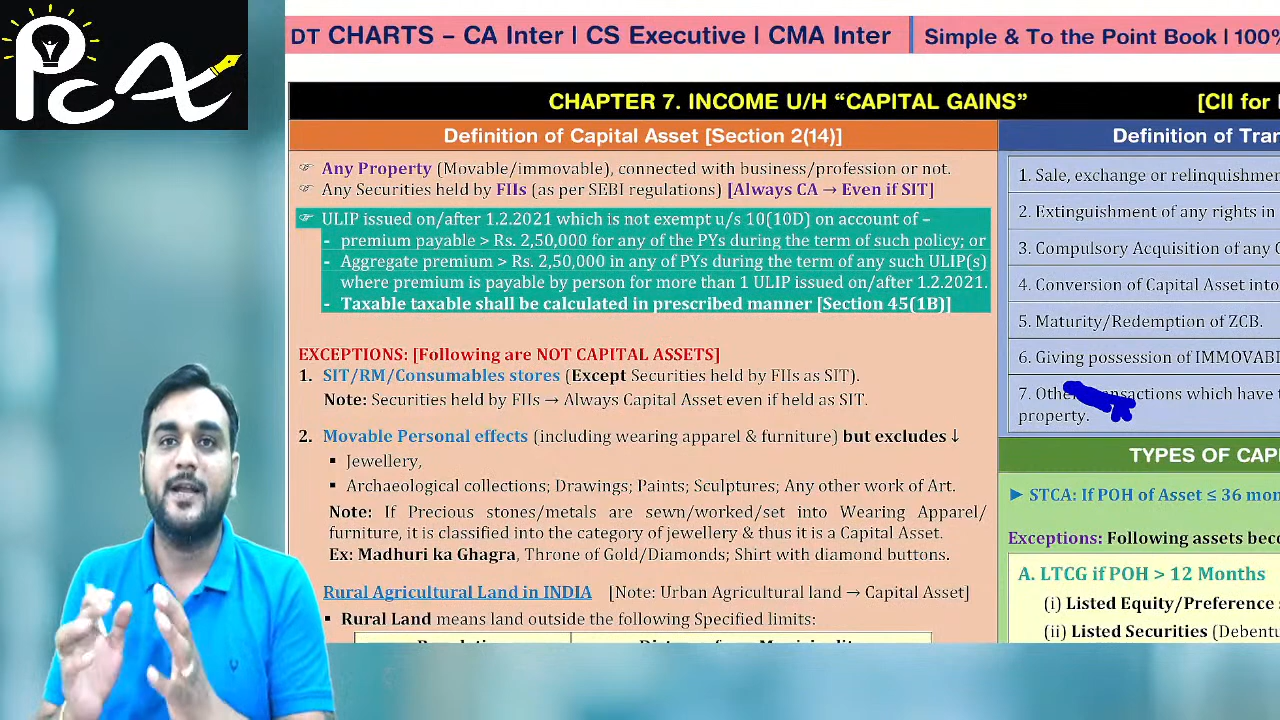 PCA
DT CHARTS – CA Inter | CS Executive | CMA Inter
Simple & To the Point Book | 100%
CHAPTER 7. INCOME U/H “CAPITAL GAINS”
[CII for
Definition of Capital Asset [Section 2(14)]
☞ Any Property (Movable/immovable), connected with business/profession or not.
☞ Any Securities held by FIIs (as per SEBI regulations) [Always CA → Even if SIT]
☞ ULIP issued on/after 1.2.2021 which is not exempt u/s 10(10D) on account of –
- premium payable > Rs. 2,50,000 for any of the PYs during the term of such policy; or
- Aggregate premium > Rs. 2,50,000 in any of PYs during the term of any such ULIP(s)
where premium is payable by person for more than 1 ULIP issued on/after 1.2.2021.
- Taxable taxable shall be calculated in prescribed manner [Section 45(1B)]
EXCEPTIONS: [Following are NOT CAPITAL ASSETS]
1. SIT/RM/Consumables stores (Except Securities held by FIIs as SIT).
Note: Securities held by FIIs → Always Capital Asset even if held as SIT.
2. Movable Personal effects (including wearing apparel & furniture) but excludes ↓
▪ Jewellery,
▪ Archaeological collections; Drawings; Paints; Sculptures; Any other work of Art.
Note: If Precious stones/metals are sewn/worked/set into Wearing Apparel/
furniture, it is classified into the category of jewellery & thus it is a Capital Asset.
Ex: Madhuri ka Ghagra, Throne of Gold/Diamonds; Shirt with diamond buttons.
Rural Agricultural Land in INDIA [Note: Urban Agricultural land → Capital Asset]
▪ Rural Land means land outside the following Specified limits:
Definition of Tran
1. Sale, exchange or relinquishme
2. Extinguishment of any rights in
3. Compulsory Acquisition of any
4. Conversion of Capital Asset into
5. Maturity/Redemption of ZCB.
6. Giving possession of IMMOVABL
7. which have t
property.
TYPES OF CAPI
► STCA: If POH of Asset ≤ 36 mon
Exceptions: Following assets beco
A. LTCG if POH > 12 Months
(i) Listed Equity/Preference
(ii) Listed Securities (Debentu